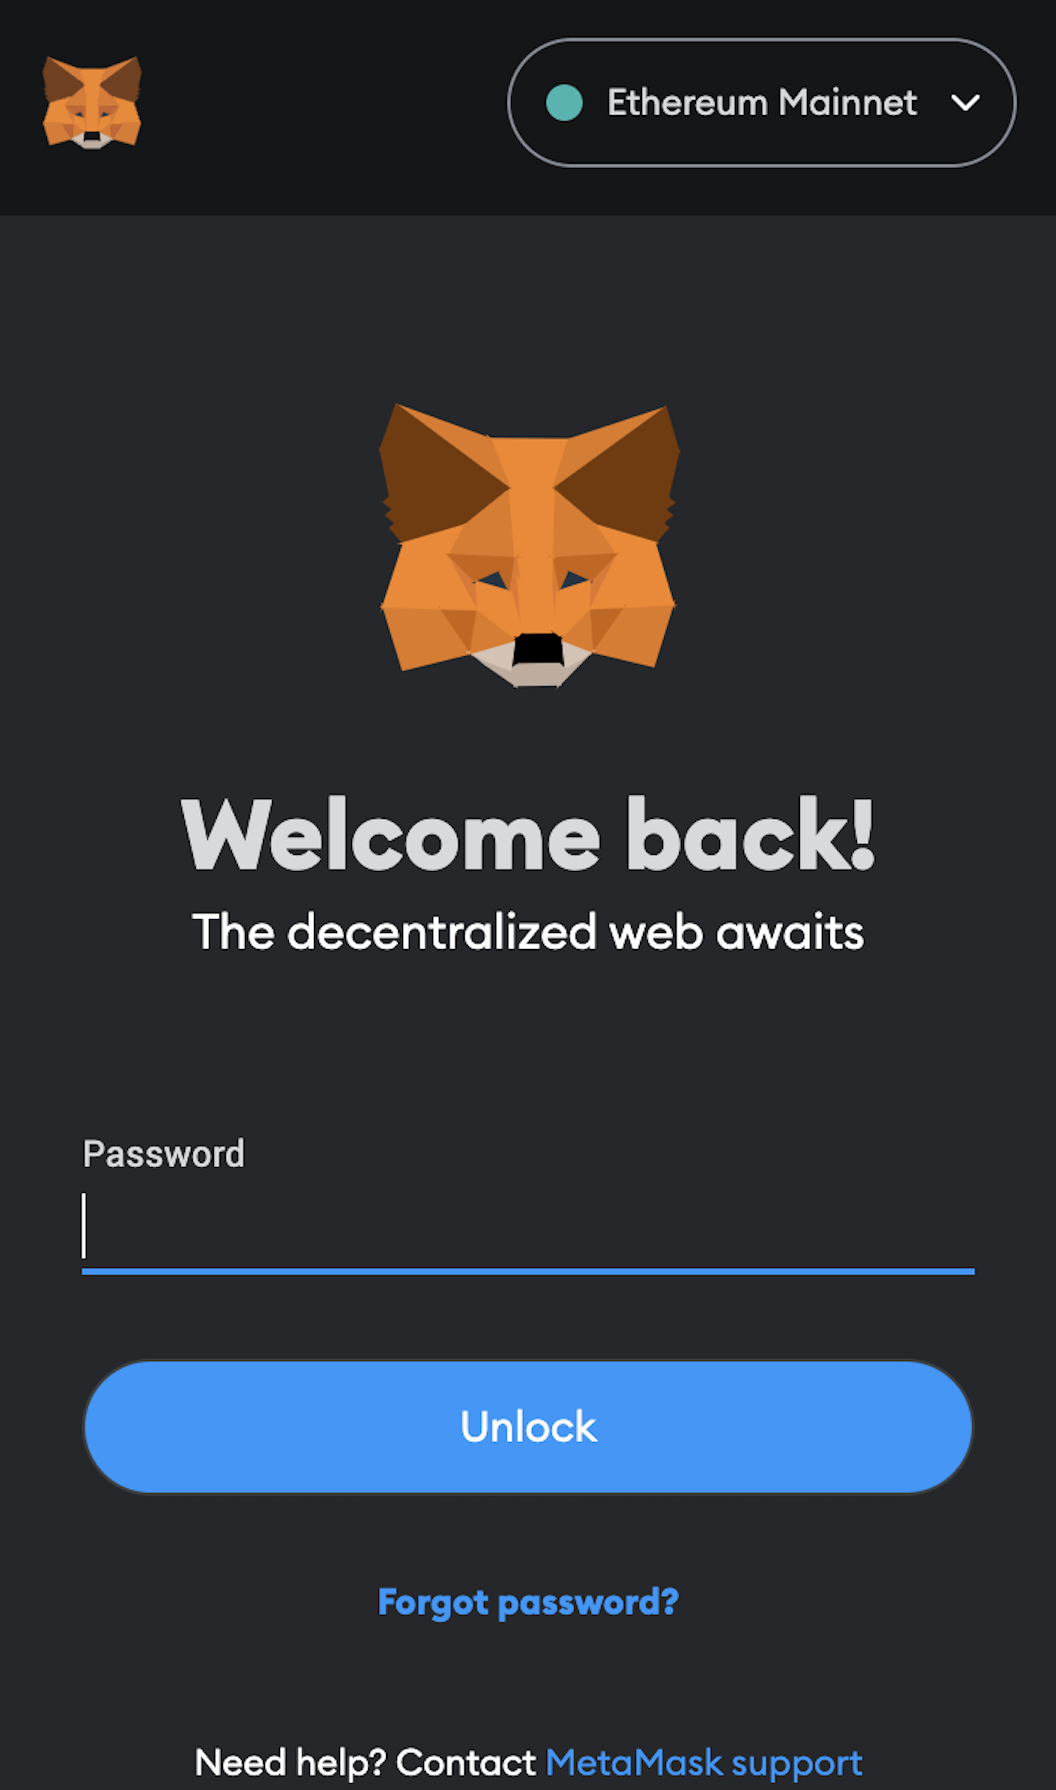 Ethereum Mainnet
Welcome back!
The decentralized web awaits
Password
Unlock
Forgot password?
Need help? Contact MetaMask support